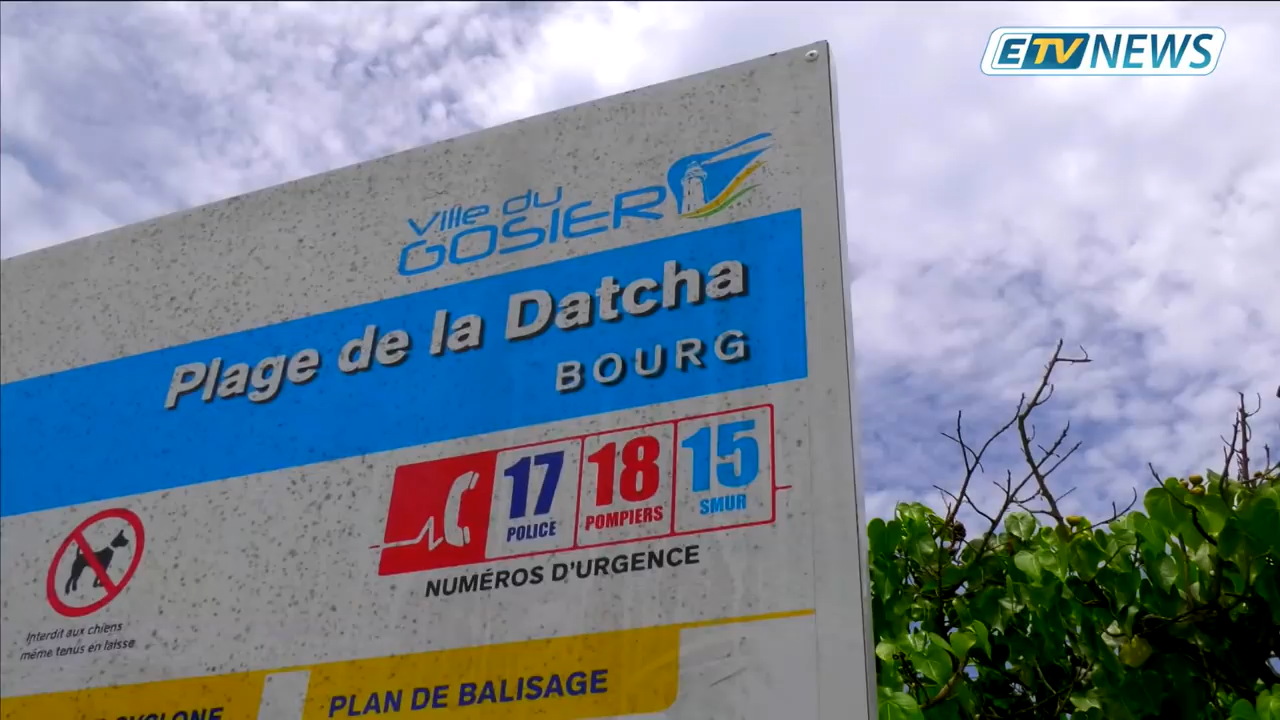 ETV NEWS
Ville du
GOSIER
Plage de la Datcha
BOURG
17
POLICE
18
POMPIERS
15
SMUR
NUMÉROS D'URGENCE
Interdit aux chiens
même tenus en laisse
CYCLONE
PLAN DE BALISAGE